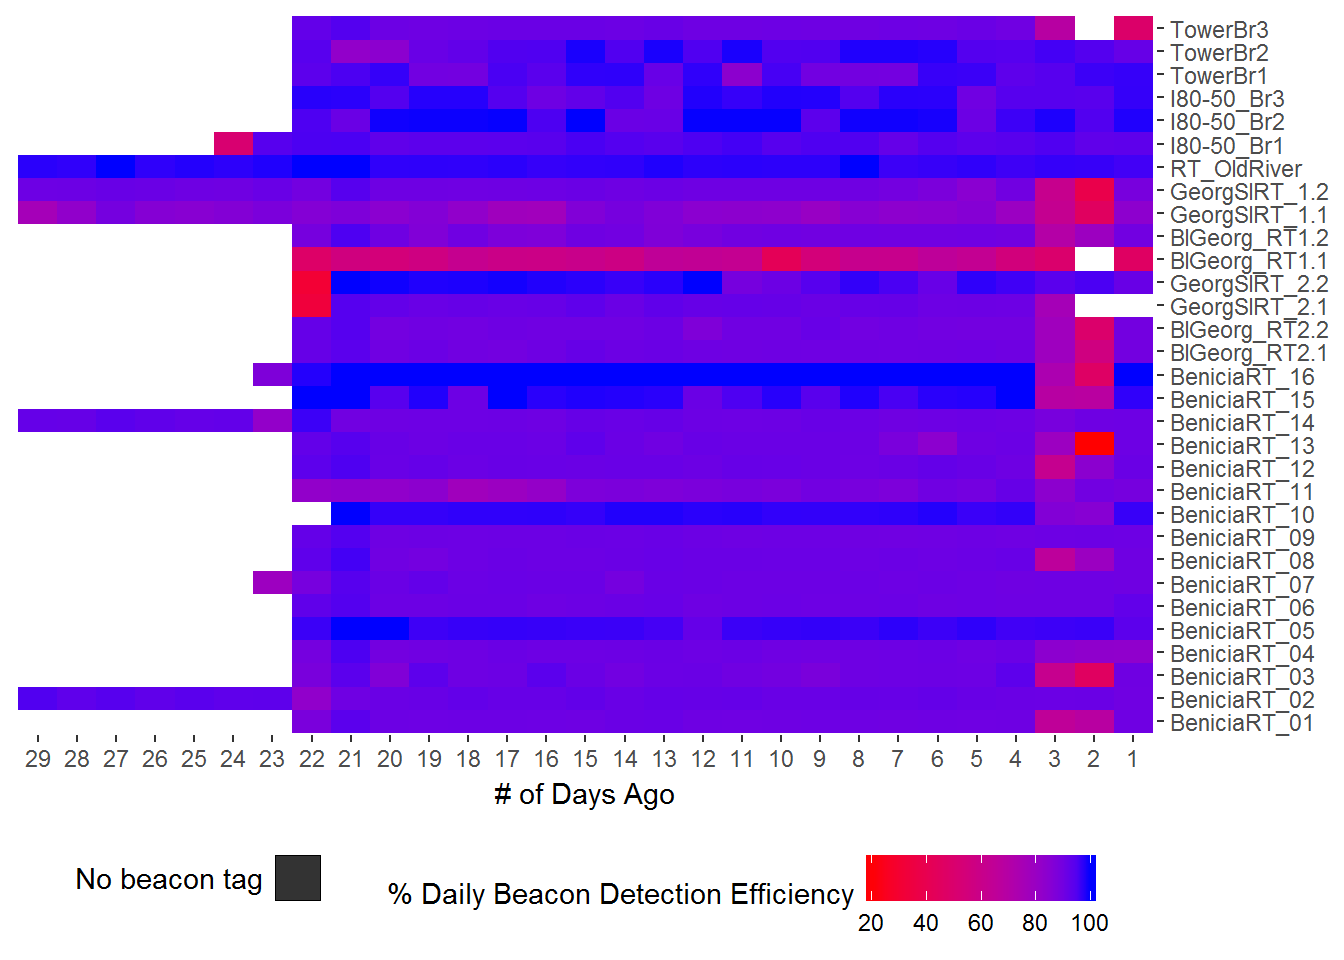 TowerBr3
TowerBr2
TowerBr1
I80-50_Br3
I80-50_Br2
I80-50_Br1
RT_OldRiver
GeorgSlRT_1.2
GeorgSlRT_1.1
BlGeorg_RT1.2
BlGeorg_RT1.1
GeorgSlRT_2.2
GeorgSlRT_2.1
BlGeorg_RT2.2
BlGeorg_RT2.1
BeniciaRT_16
BeniciaRT_15
BeniciaRT_14
BeniciaRT_13
BeniciaRT_12
BeniciaRT_11
BeniciaRT_10
BeniciaRT_09
BeniciaRT_08
BeniciaRT_07
BeniciaRT_06
BeniciaRT_05
BeniciaRT_04
BeniciaRT_03
BeniciaRT_02
BeniciaRT_01
29 28 27 26 25 24 23 22 21 20 19 18 17 16 15 14 13 12 11 10 9 8 7 6 5 4 3 2 1
# of Days Ago
No beacon tag
% Daily Beacon Detection Efficiency
20 40 60 80 100